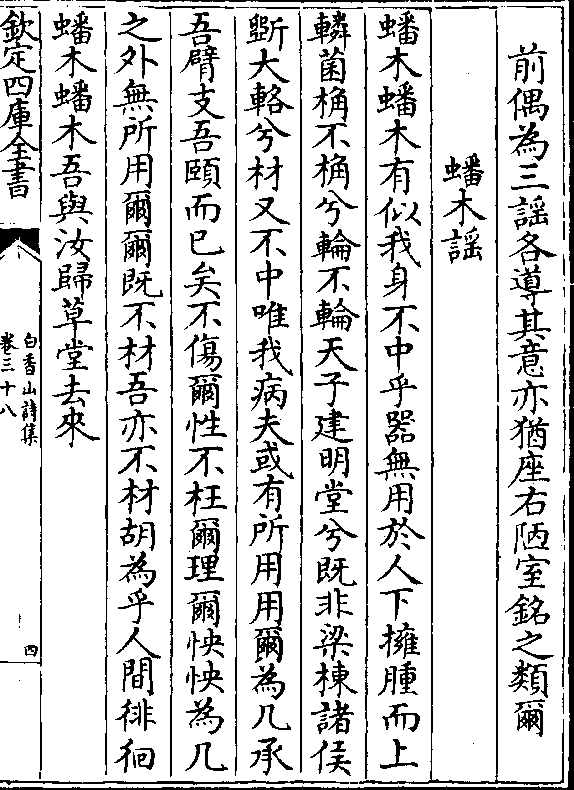 前偶為三謡各導其意亦猶座右陋室銘之類爾
蟠木謡
蟠木蟠木有似我身不中乎器無用於人下擁腫而上
轔菌桷不桷兮輪不輪天子建明堂兮既非梁棟諸侯
斲大輅兮材又不中唯我病夫或有所用用爾為几承
吾臂支吾頤而已矣不傷爾性不枉爾理爾怏怏為几
之外無所用爾爾既不材吾亦不材胡為乎人間徘徊
蟠木蟠木吾與汝歸草堂去來
欽定四庫全書
白香山詩集
卷三十八
四